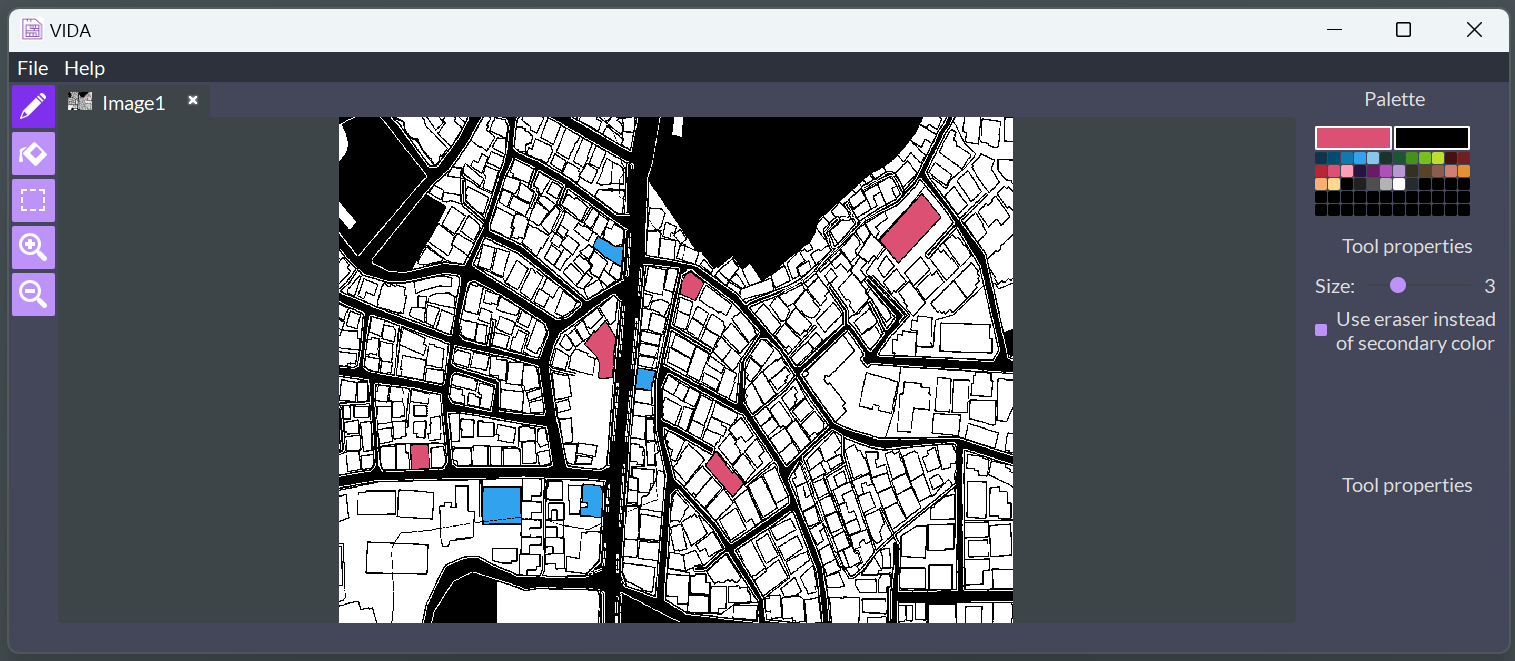 VIDA
File Help
Image1
Palette
Tool properties
Size: 3
Use eraser instead
of secondary color
Tool properties